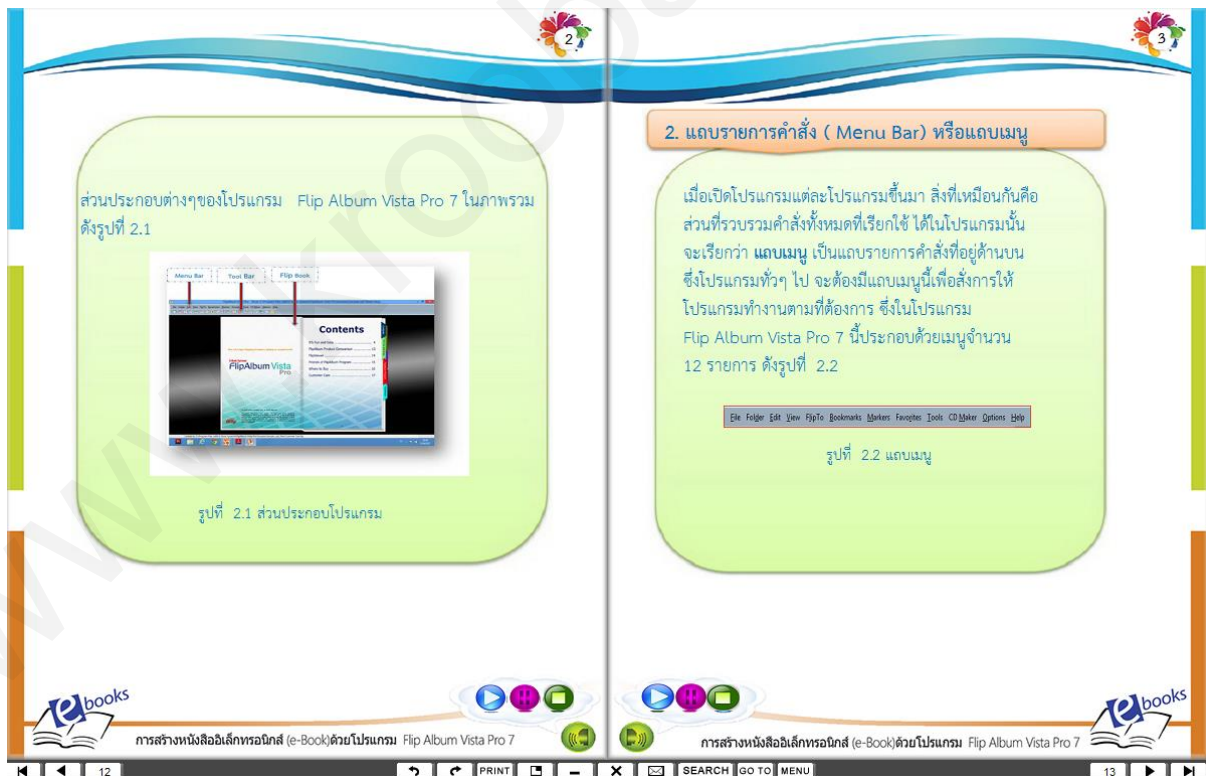 2
ส่วนประกอบต่างๆของโปรแกรม Flip Album Vista Pro 7 ในภาพรวม
ดังรูปที่ 2.1
Menu Bar Tool Bar Flip Book
Contents
FlipAlbum Vista
Pro
รูปที่ 2.1 ส่วนประกอบโปรแกรม
books
การสร้างหนังสืออิเล็กทรอนิกส์ (e-Book)ด้วยโปรแกรม Flip Album Vista Pro 7
3
2. แถบรายการคำสั่ง ( Menu Bar) หรือแถบเมนู
เมื่อเปิดโปรแกรมแต่ละโปรแกรมขึ้นมา สิ่งที่เหมือนกันคือ
ส่วนที่รวบรวมคำสั่งทั้งหมดที่เรียกใช้ ได้ในโปรแกรมนั้น
จะเรียกว่า แถบเมนู เป็นแถบรายการคำสั่งที่อยู่ด้านบน
ซึ่งโปรแกรมทั่วๆ ไป จะต้องมีแถบเมนูนี้เพื่อสั่งการให้
โปรแกรมทำงานตามที่ต้องการ ซึ่งในโปรแกรม
Flip Album Vista Pro 7 นี้ประกอบด้วยเมนูจำนวน
12 รายการ ดังรูปที่ 2.2
File Folder Edit View FlipTo Bookmarks Markers Favorites Tools CD Maker Options Help
รูปที่ 2.2 แถบเมนู
ebooks
การสร้างหนังสืออิเล็กทรอนิกส์ (e-Book)ด้วยโปรแกรม Flip Album Vista Pro 7
12 PRINT SEARCH GO TO MENU 13